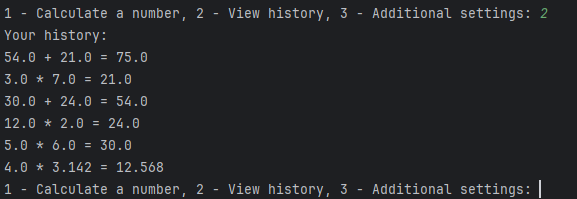 1 - Calculate a number, 2 - View history, 3 - Additional settings: 2
Your history:
54.0 + 21.0 = 75.0
3.0 * 7.0 = 21.0
30.0 + 24.0 = 54.0
12.0 * 2.0 = 24.0
5.0 * 6.0 = 30.0
4.0 * 3.142 = 12.568
1 - Calculate a number, 2 - View history, 3 - Additional settings: